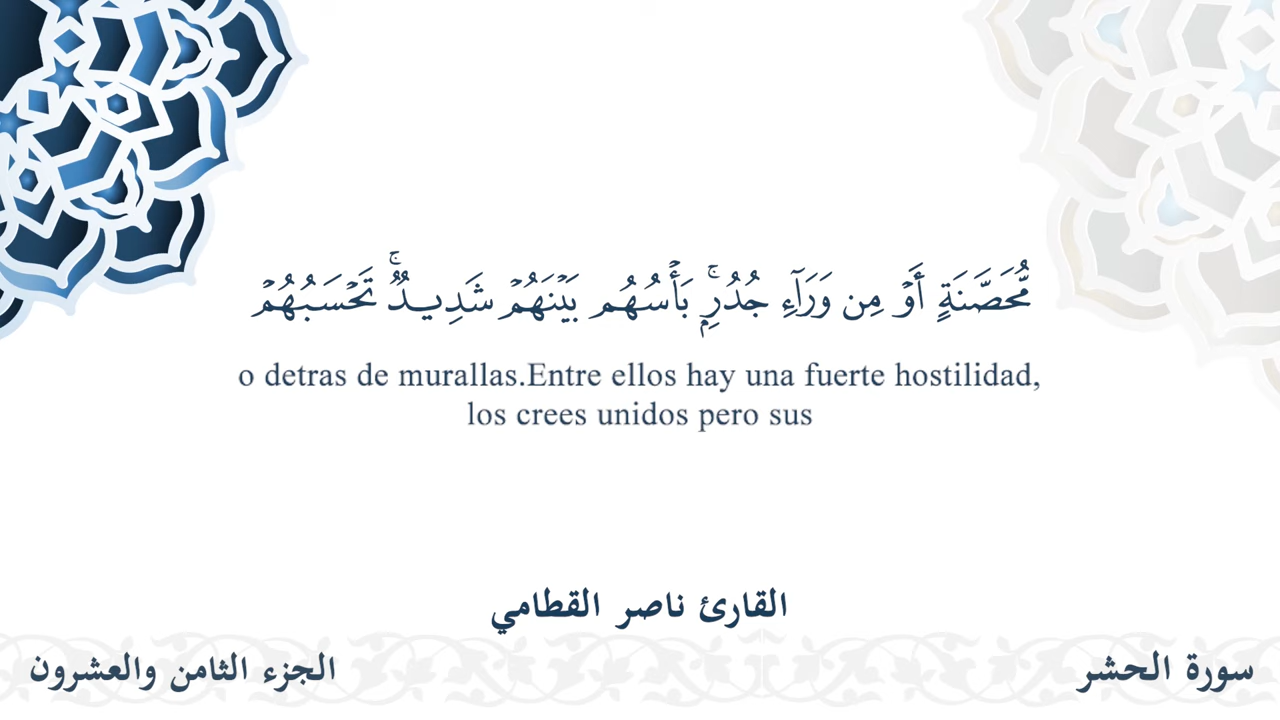 مُّحَصَّنَةٍ أَوۡ مِن وَرَآءِ جُدُرِۭۚ بَأۡسُهُم بَيۡنَهُمۡ شَدِيدٞۚ تَحۡسَبُهُمۡ
o detras de murallas.Entre ellos hay una fuerte hostilidad,
los crees unidos pero sus
القارئ ناصر القطامي
سورة الحشر
الجزء الثامن والعشرون